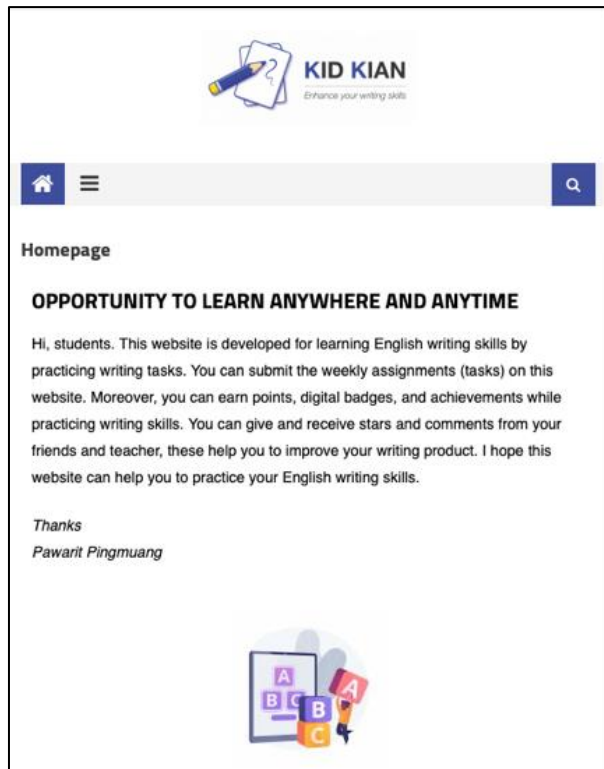 KID KIAN
Enhance your writing skills
Homepage
OPPORTUNITY TO LEARN ANYWHERE AND ANYTIME
Hi, students. This website is developed for learning English writing skills by
practicing writing tasks. You can submit the weekly assignments (tasks) on this
website. Moreover, you can earn points, digital badges, and achievements while
practicing writing skills. You can give and receive stars and comments from your
friends and teacher, these help you to improve your writing product. I hope this
website can help you to practice your English writing skills.
Thanks
Pawarit Pingmuang
A
B C
A
B
C